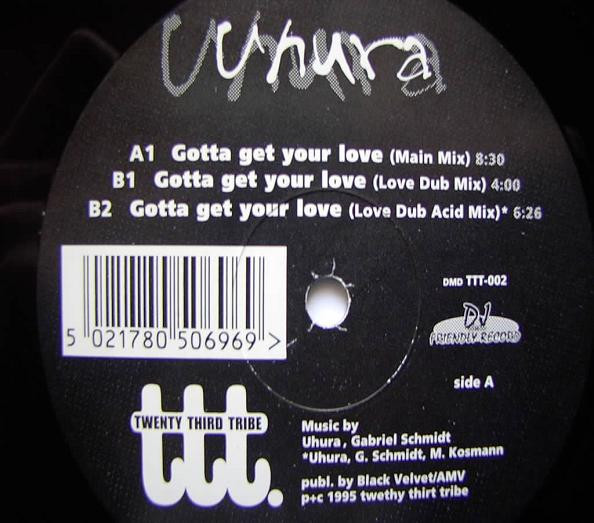 Uhura
A1 Gotta get your love (Main Mix) 8:30
B1 Gotta get your love (Love Dub Mix) 4:00
B2 Gotta get your love (Love Dub Acid Mix)* 6:26
5 021780 506969 >
DMD TTT-002
DJ
FRIENDLY RECORD
side A
ttt.
TWENTY THIRD TRIBE
Music by
Uhura, Gabriel Schmidt
*Uhura, G. Schmidt, M. Kosmann
publ. by Black Velvet/AMV
p+c 1995 twethy thirt tribe